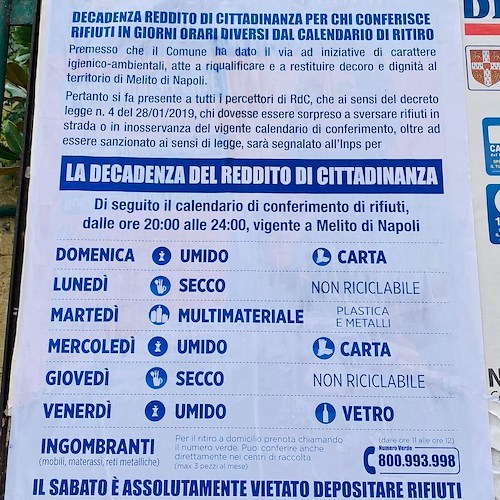 DECADENZA REDDITO DI CITTADINANZA PER CHI CONFERISCE
RIFIUTI IN GIORNI ORARI DIVERSI DAL CALENDARIO DI RITIRO
Premesso che il Comune ha dato il via ad iniziative di carattere
igienico-ambientali, atte a riqualificare e a restituire decoro e dignità al
territorio di Melito di Napoli.
Pertanto si fa presente a tutti i percettori di RdC, che ai sensi del decreto
legge n. 4 del 28/01/2019, chi dovesse essere sorpreso a sversare rifiuti in
strada o in inosservanza del vigente calendario di conferimento, oltre ad
essere sanzionato ai sensi di legge, sarà segnalato all'Inps per
LA DECADENZA DEL REDDITO DI CITTADINANZA
Di seguito il calendario di conferimento di rifiuti,
dalle ore 20:00 alle 24:00, vigente a Melito di Napoli
DOMENICA UMIDO CARTA
LUNEDÌ SECCO NON RICICLABILE
MARTEDÌ MULTIMATERIALE PLASTICA
E METALLI
MERCOLEDÌ UMIDO CARTA
GIOVEDÌ SECCO NON RICICLABILE
VENERDÌ UMIDO VETRO
INGOMBRANTI
(mobili, materassi, reti metalliche)
Per il ritiro a domicilio prenota chiamando
il numero verde. Puoi conferire anche
direttamente nei centri di raccolta
(max 3 pezzi al mese)
(dalle ore 11 alle ore 12)
Numero Verde
800.993.998
IL SABATO È ASSOLUTAMENTE VIETATO DEPOSITARE RIFIUTI